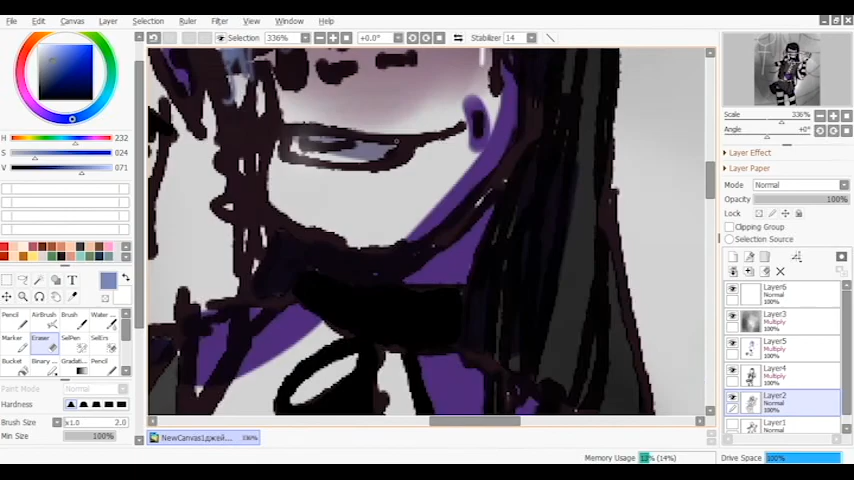 File Edit Canvas Layer Selection Ruler Filter View Window Help
Selection 336% +0.0° Stabilizer 14
H 232
S 024
V 071
T
Pencil AirBrush Brush Water ...
Marker Eraser SelPen SelErs
Bucket Binary ... Gradat... Pencil
Paint Mode Normal
Hardness
Brush Size x1.0 2.0
Min Size 100%
Scale 336%
Angle +0°
Layer Effect
Layer Paper
Mode Normal
Opacity 100%
Lock
Clipping Group
Selection Source
Layer6
Normal
100%
Layer3
Multiply
100%
Layer5
Multiply
100%
Layer4
Multiply
100%
Layer2
Normal
100%
Layer1
Normal
NewCanvas1джей... 336%
Memory Usage 12% (14%) Drive Space 100%